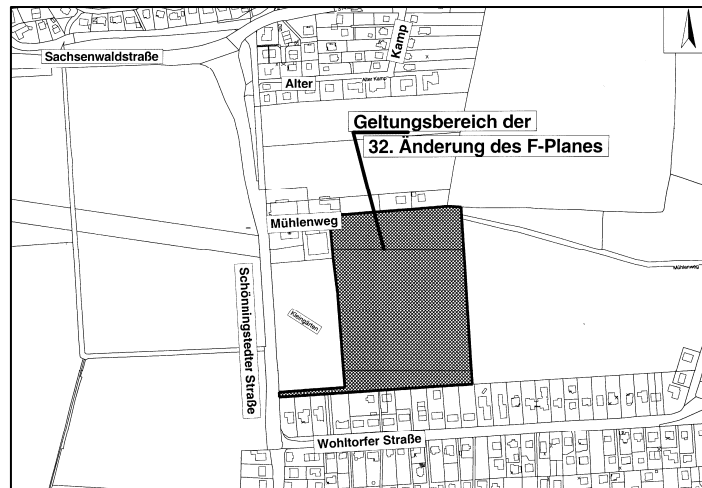 Sachsenwaldstraße
Kamp
Alter
Alter Kamp
Geltungsbereich der
32. Änderung des F-Planes
Mühlenweg
Mühlenweg
Schönningstedter Straße
Kleingärten
Wohltorfer Straße